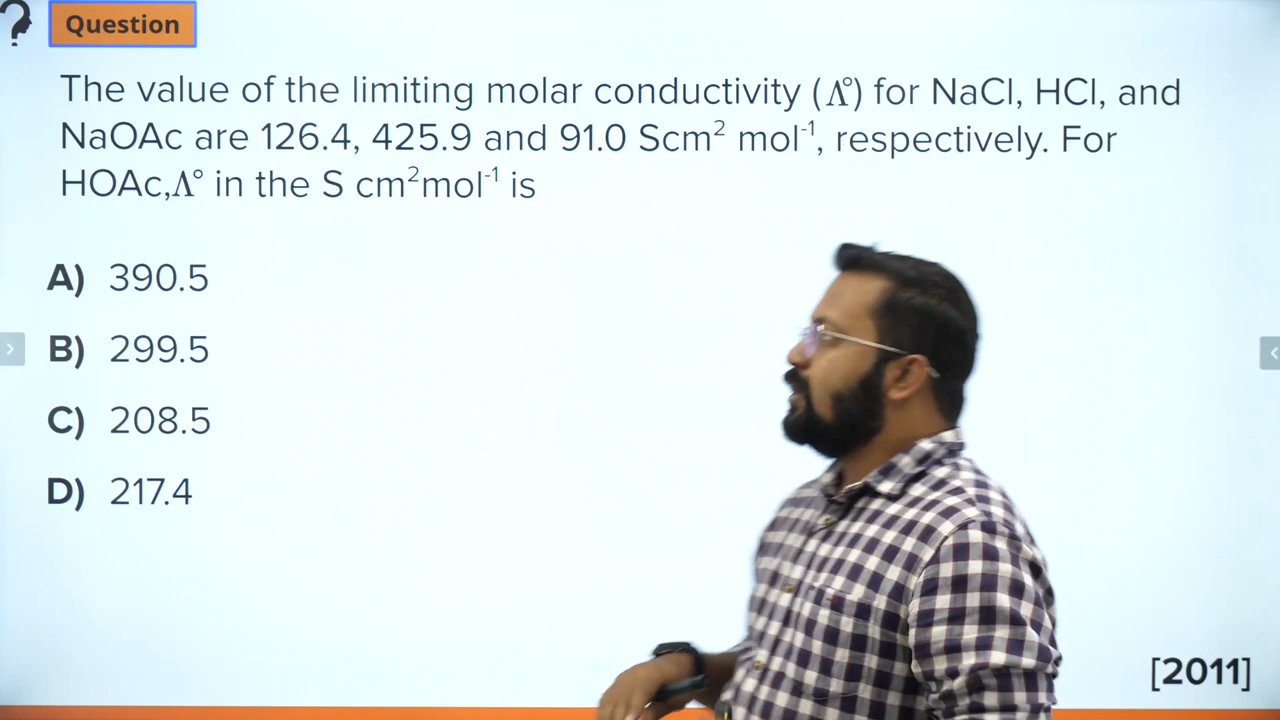 Question
The value of the limiting molar conductivity (Λ°) for NaCl, HCl, and
NaOAc are 126.4, 425.9 and 91.0 Scm² mol⁻¹, respectively. For
HOAc,Λ° in the S cm²mol⁻¹ is
A) 390.5
B) 299.5
C) 208.5
D) 217.4
[2011]